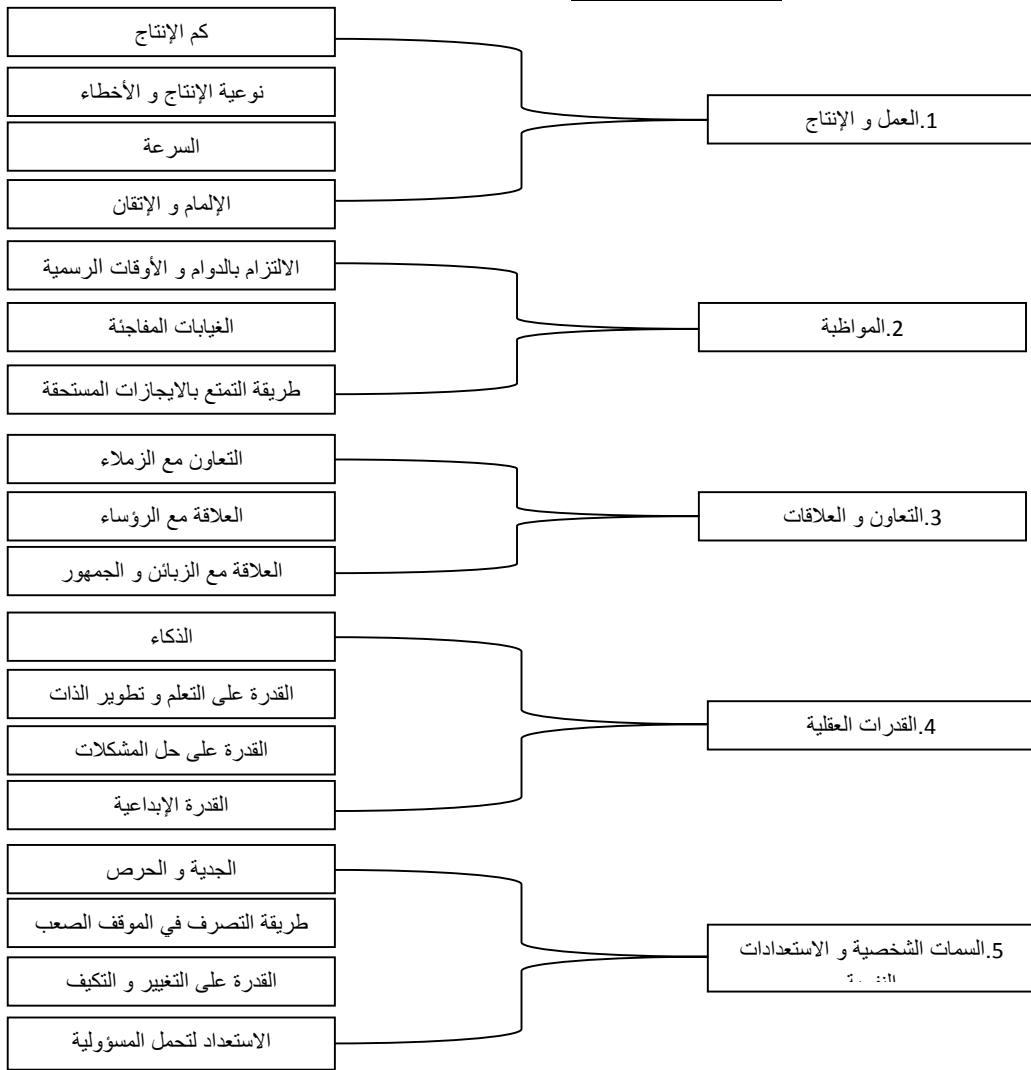 1.العمل و الإنتاج
كم الإنتاج
نوعية الإنتاج و الأخطاء
السرعة
الإلمام و الإتقان
2.المواظبة
الالتزام بالدوام و الأوقات الرسمية
الغيابات المفاجئة
طريقة التمتع بالايجازات المستحقة
3.التعاون و العلاقات
التعاون مع الزملاء
العلاقة مع الرؤساء
العلاقة مع الزبائن و الجمهور
4.القدرات العقلية
الذكاء
القدرة على التعلم و تطوير الذات
القدرة على حل المشكلات
القدرة الإبداعية
5.السمات الشخصية و الاستعدادات
الجدية و الحرص
طريقة التصرف في الموقف الصعب
القدرة على التغيير و التكيف
الاستعداد لتحمل المسؤولية